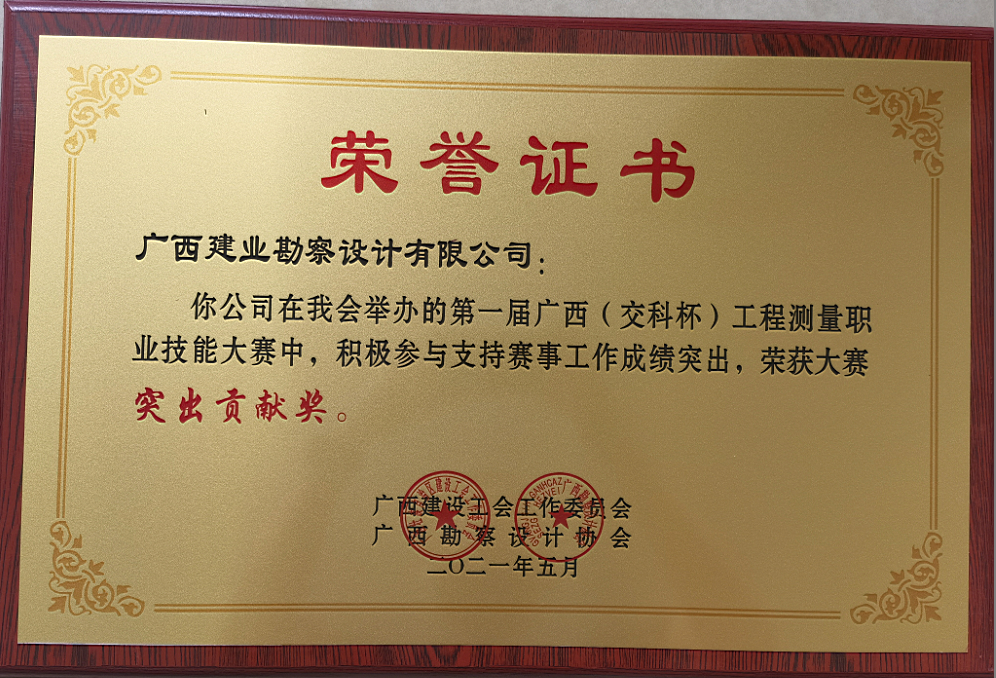 荣誉证书
广西建业勘察设计有限公司：
你公司在我会举办的第一届广西（交科杯）工程测量职
业技能大赛中，积极参与支持赛事工作成绩突出，荣获大赛
突出贡献奖。
广西建设工会工作委员会
广西勘察设计协会
二〇二一年五月